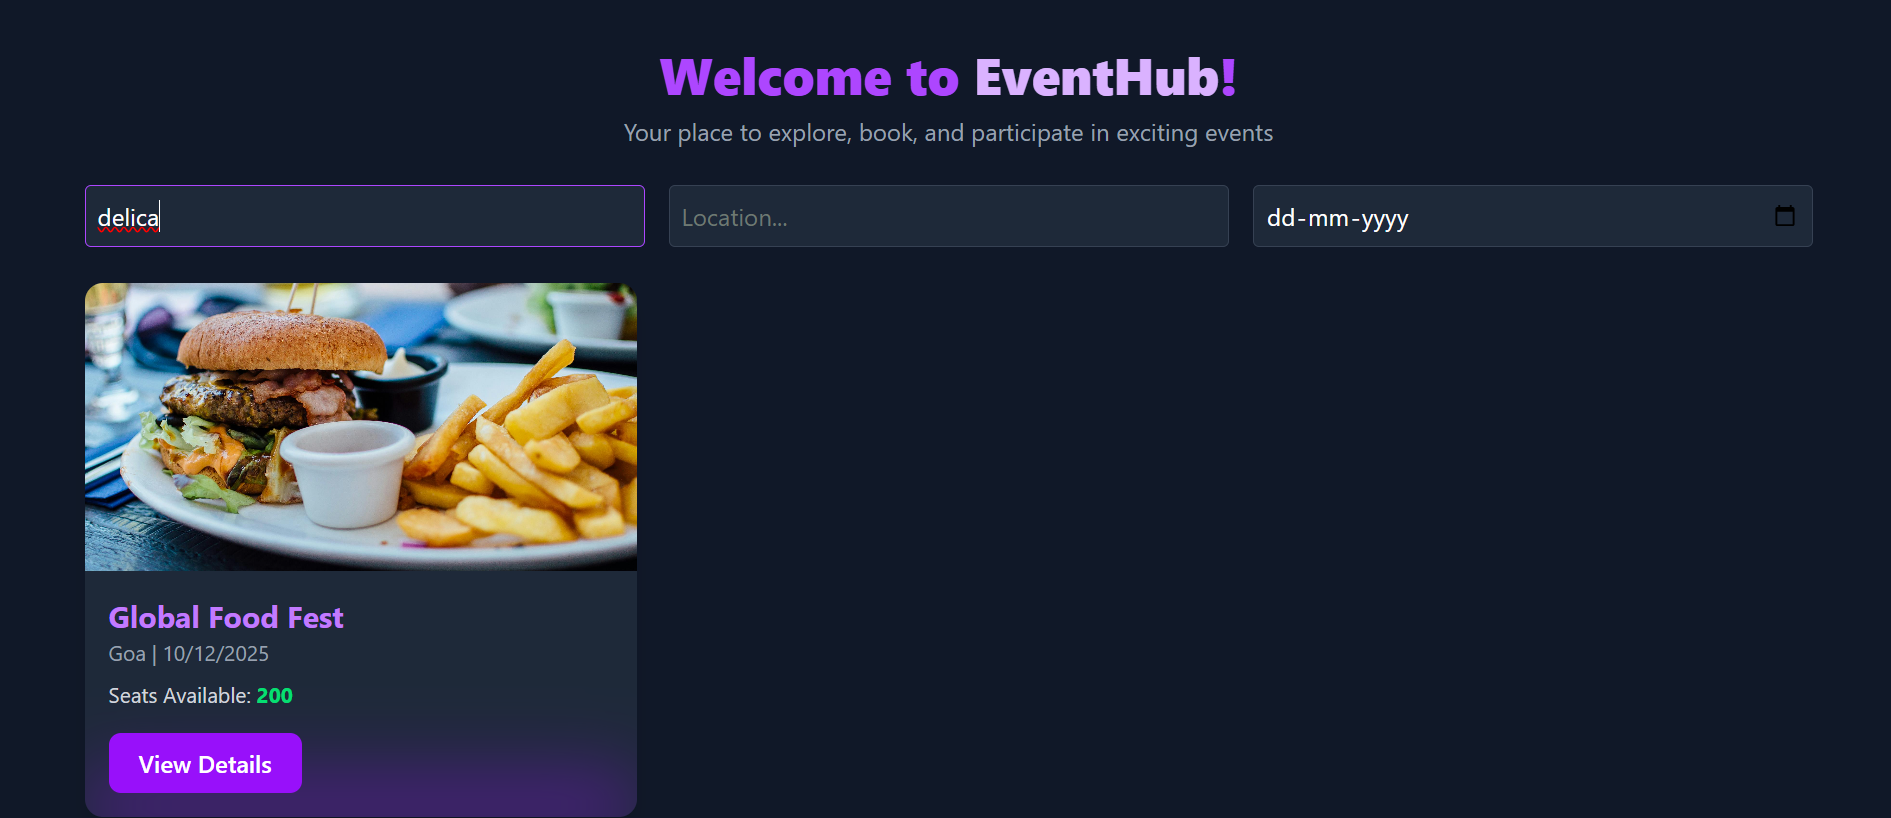 Welcome to EventHub!
Your place to explore, book, and participate in exciting events
delica
Location...
dd-mm-yyyy
Global Food Fest
Goa | 10/12/2025
Seats Available: 200
View Details